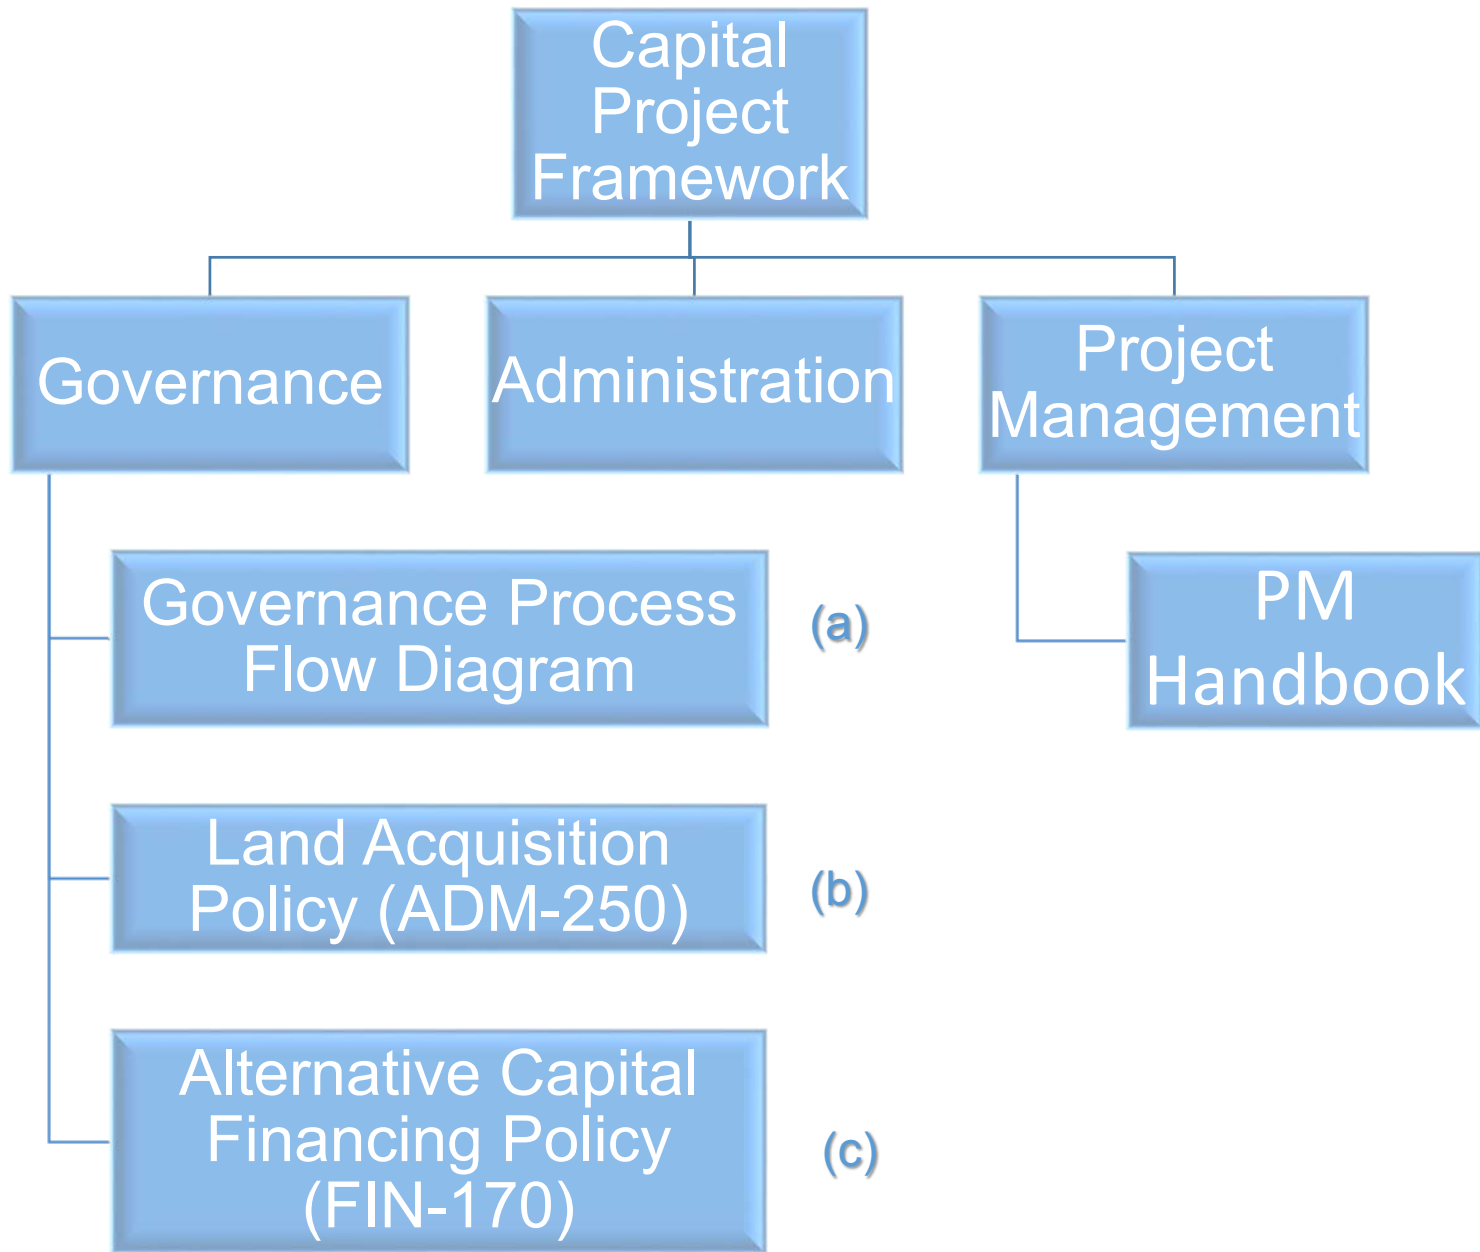 Capital
Project
Framework
Governance
Administration
Project
Management
Governance Process
Flow Diagram
(a)
PM
Handbook
Land Acquisition
Policy (ADM-250)
(b)
Alternative Capital
Financing Policy
(FIN-170)
(c)